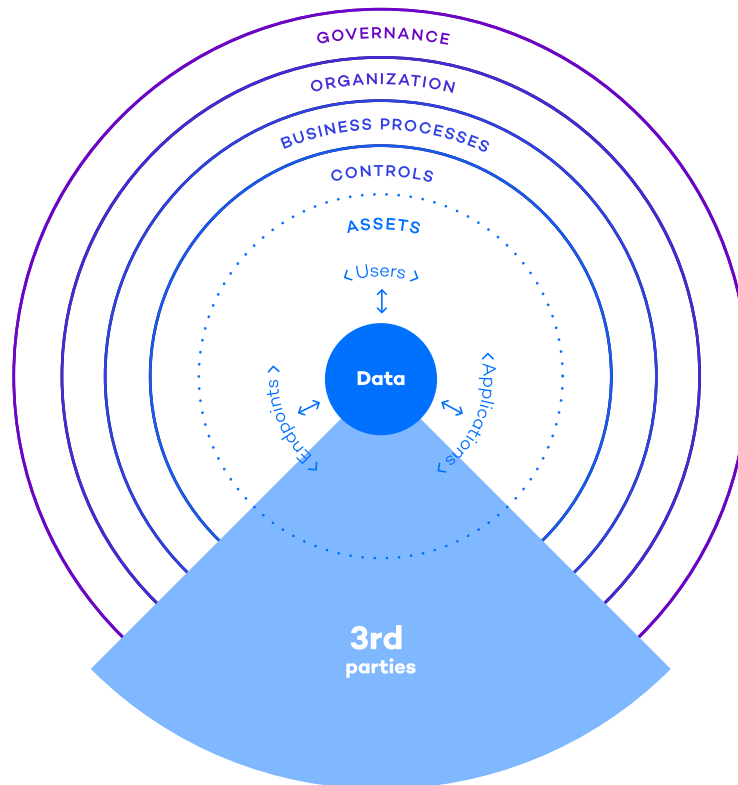 GOVERNANCE
ORGANIZATION
BUSINESS PROCESSES
CONTROLS
ASSETS
Users
Data
Endpoints
Applications
3rd
parties